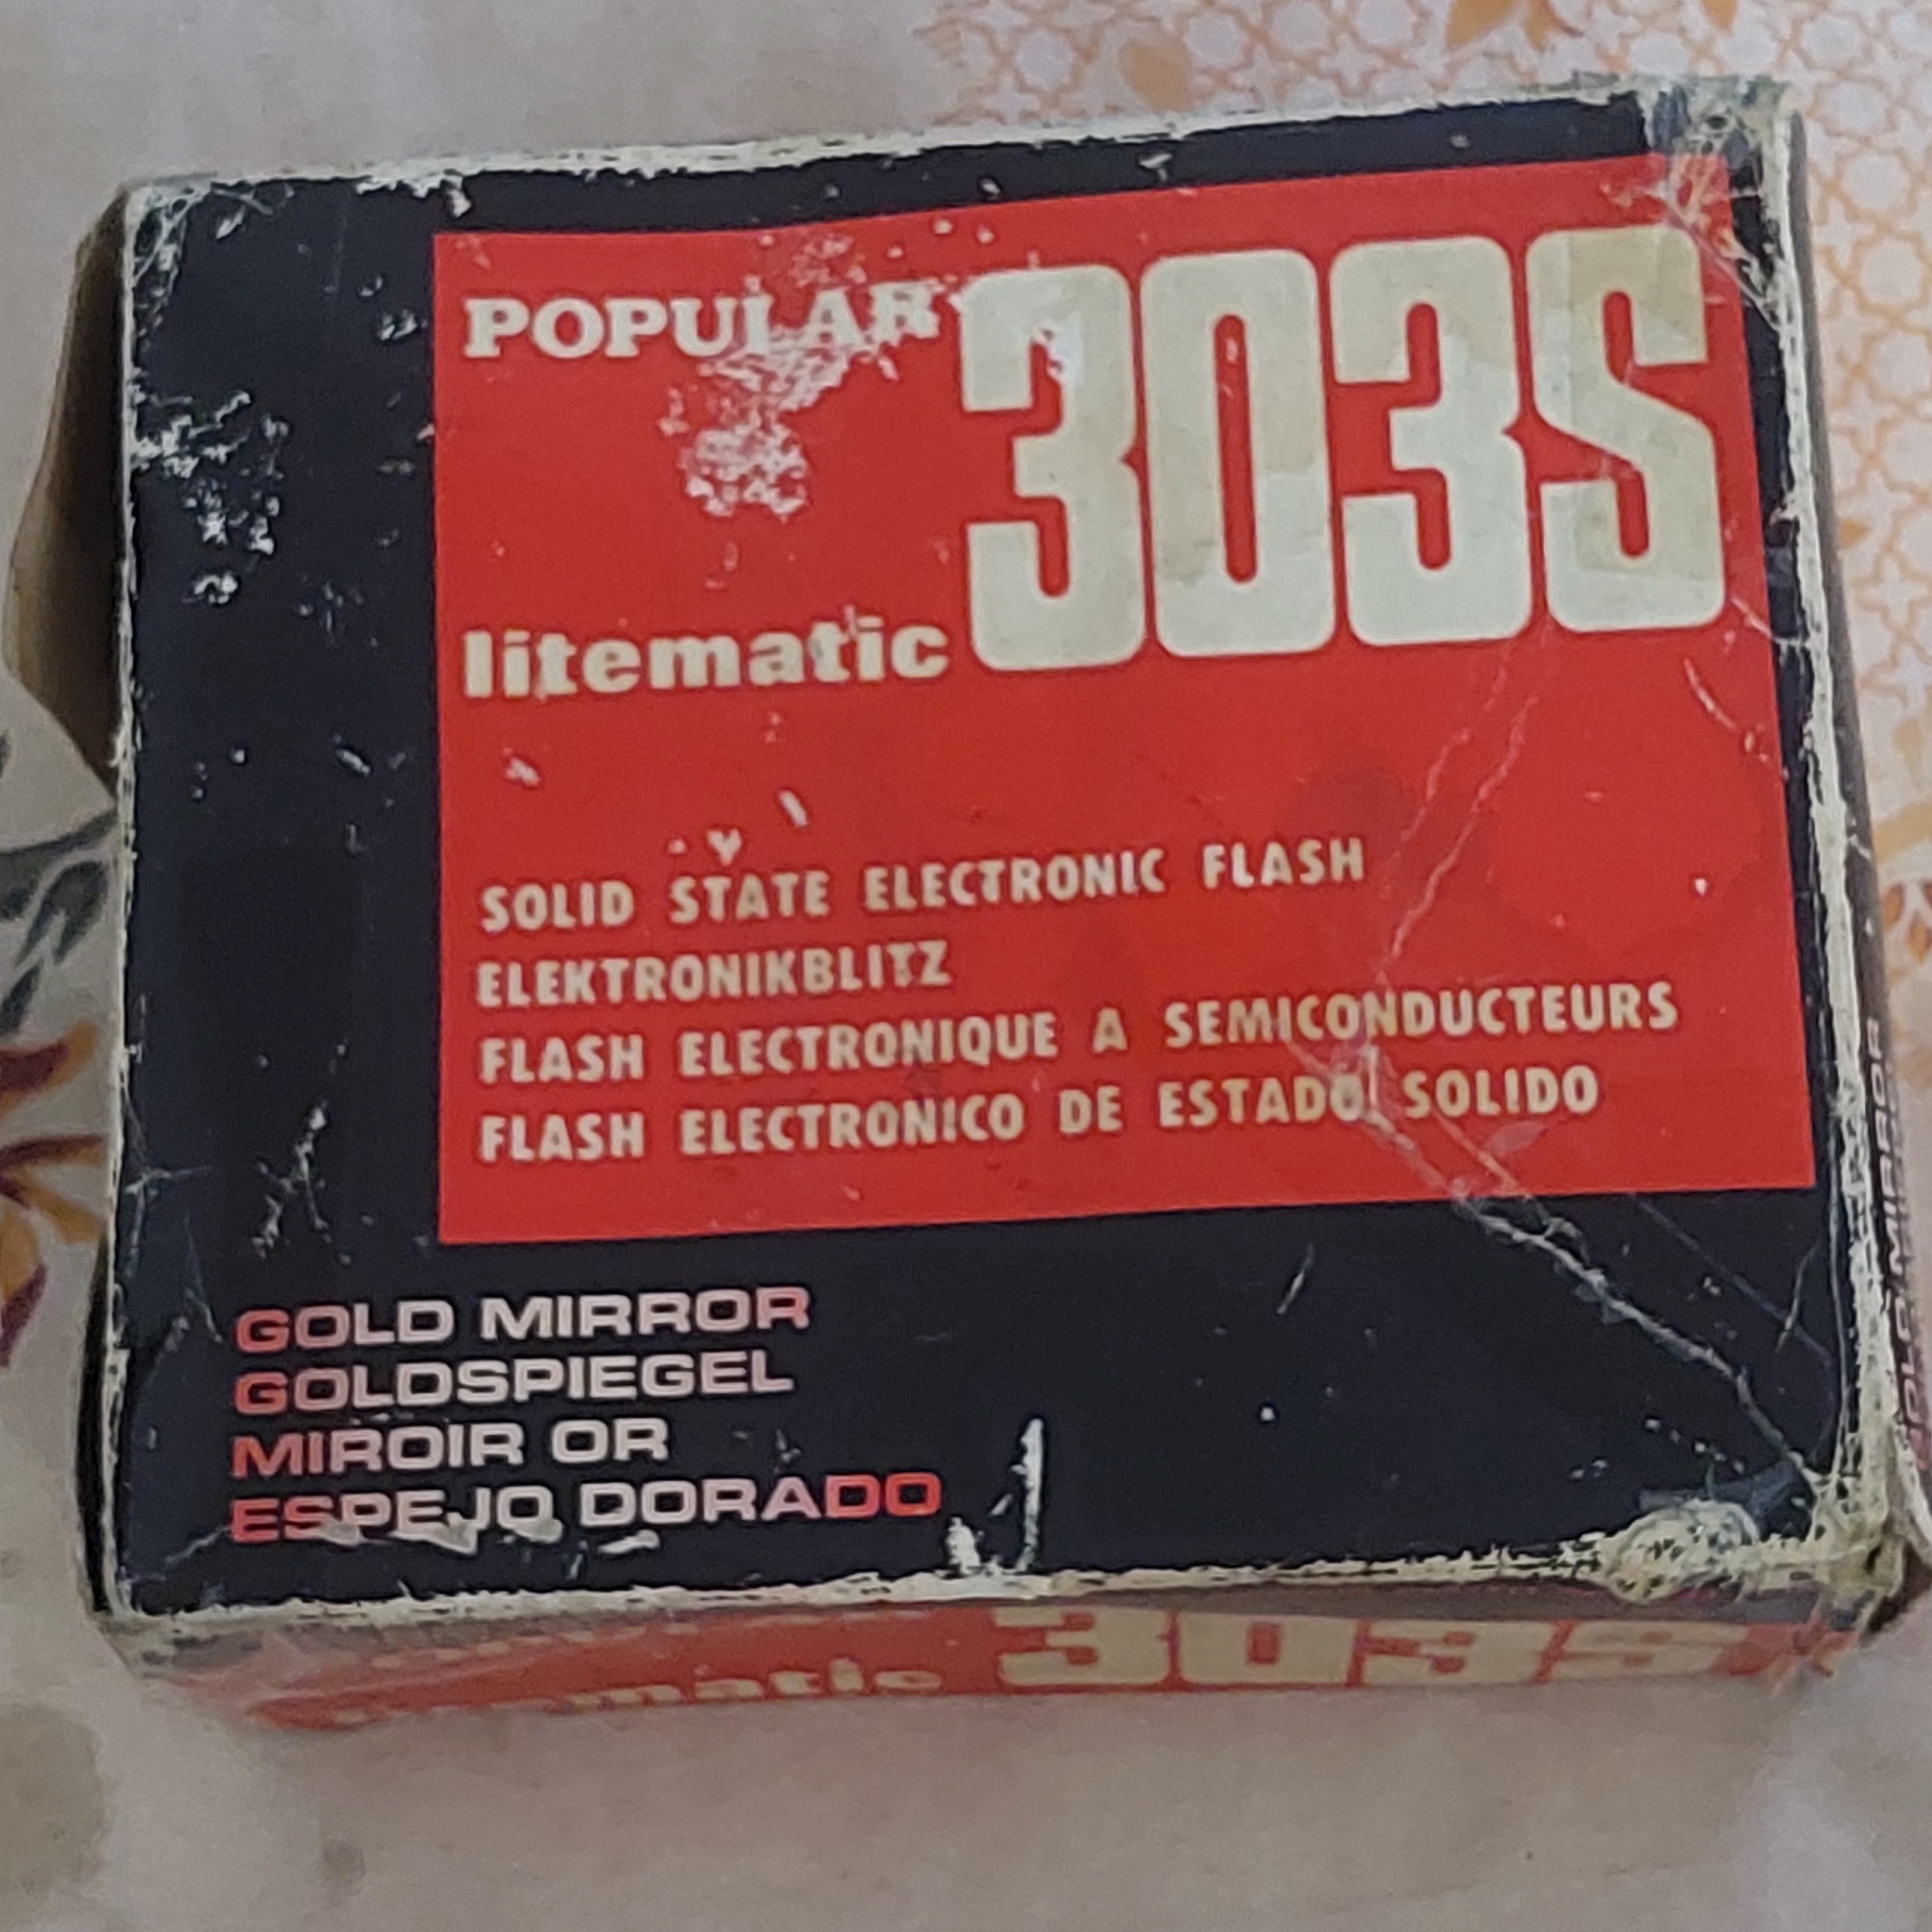 POPULAR
litematic 303S
SOLID STATE ELECTRONIC FLASH
ELEKTRONIKBLITZ
FLASH ELECTRONIQUE A SEMICONDUCTEURS
FLASH ELECTRONICO DE ESTADO SOLIDO
GOLD MIRROR
GOLDSPIEGEL
MIROIR OR
ESPEJO DORADO
303S